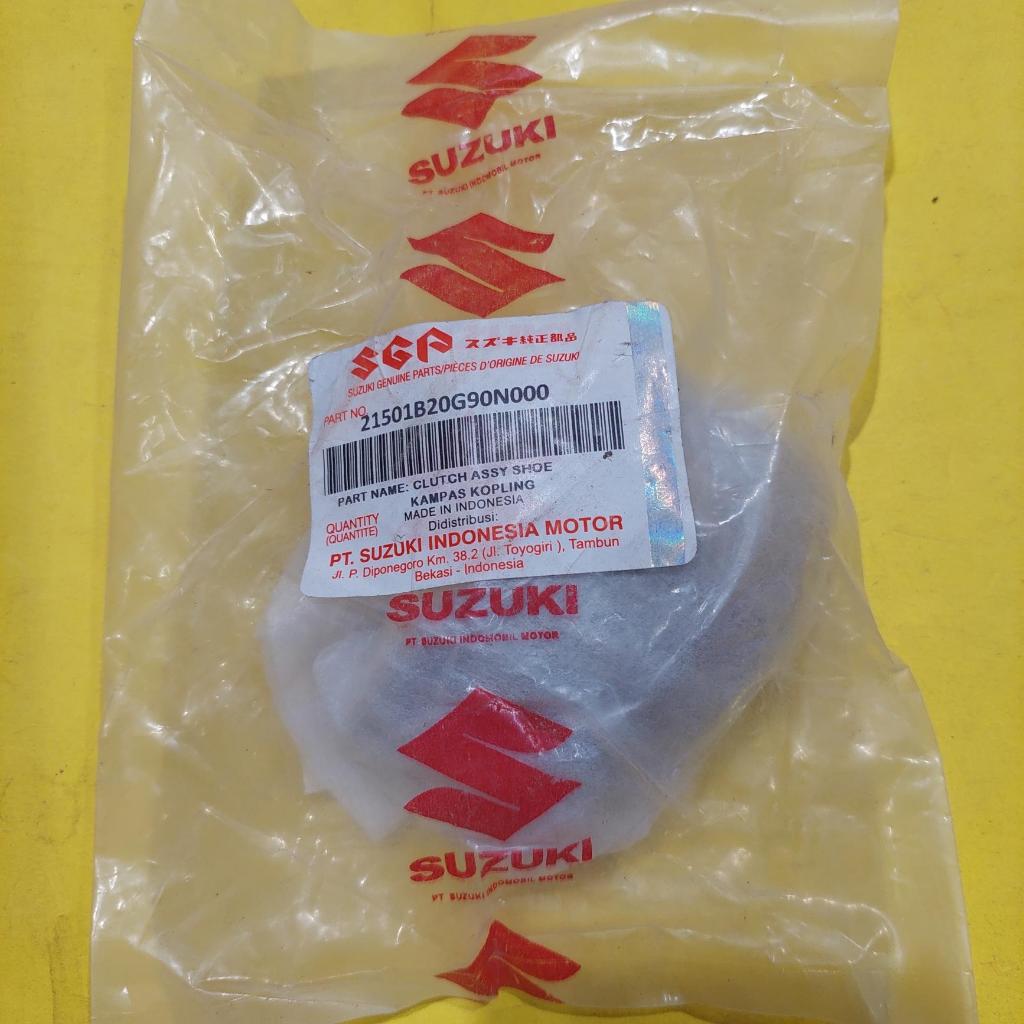 SUZUKI
PT. SUZUKI INDOMOBIL MOTOR
SGP スズキ純正部品
SUZUKI GENUINE PARTS/PIÈCES D'ORIGINE DE SUZUKI
PART NO. 21501B20G90N000
PART NAME: CLUTCH ASSY SHOE
KAMPAS KOPLING
MADE IN INDONESIA
QUANTITY
(QUANTITE)
Didistribusi:
PT. SUZUKI INDONESIA MOTOR
Jl. P. Diponegoro Km. 38.2 (Jl. Toyogiri ), Tambun
Bekasi - Indonesia
SUZUKI
PT SUZUKI INDOMOBIL MOTOR
SUZUKI
PT SUZUKI INDOMOBIL MOTOR